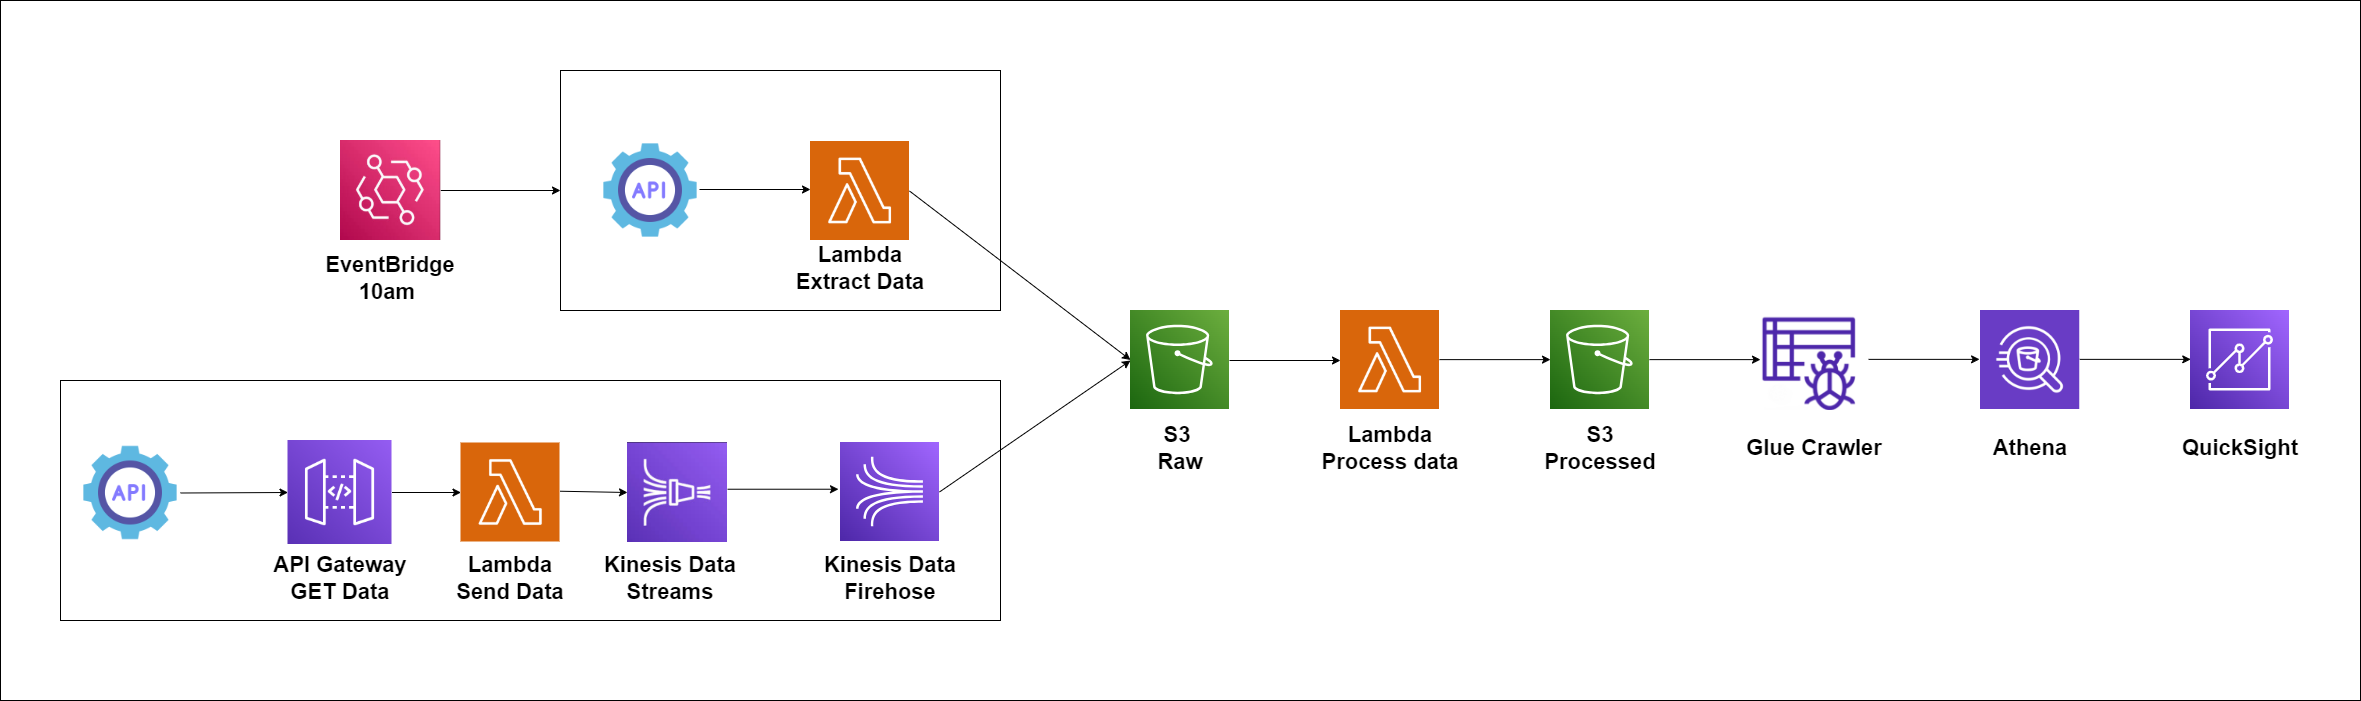 API
EventBridge
10am
Lambda
Extract Data
API
</>
API Gateway
GET Data
Lambda
Send Data
Kinesis Data
Streams
Kinesis Data
Firehose
S3
Raw
Lambda
Process data
S3
Processed
Glue Crawler
Athena
QuickSight